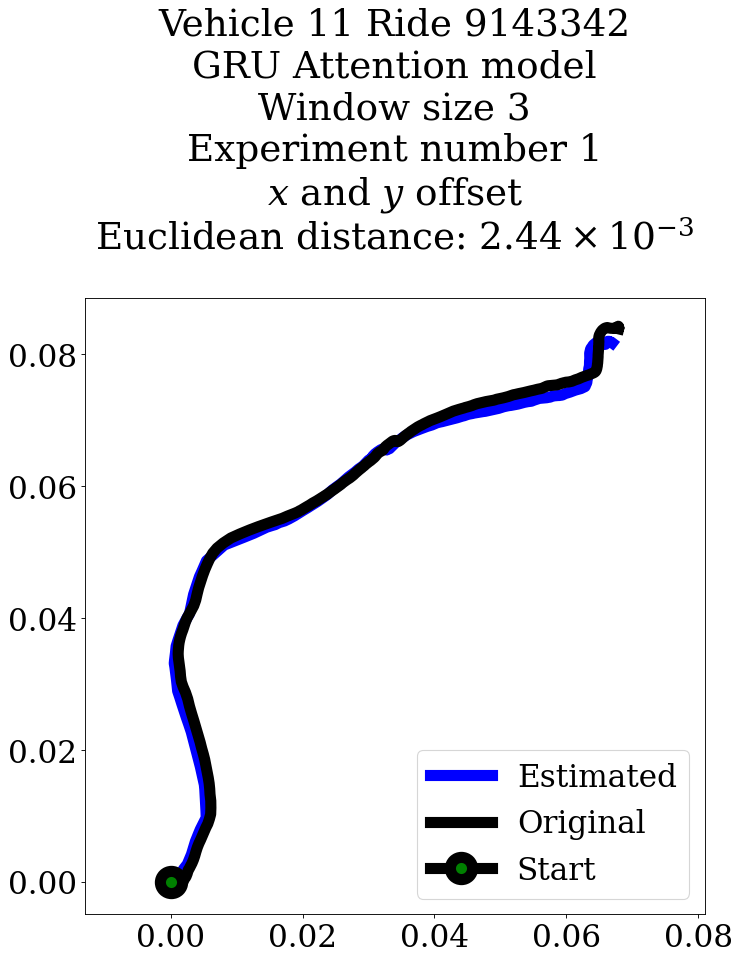 Vehicle 11 Ride 9143342
GRU Attention model
Window size 3
Experiment number 1
x and y offset
Euclidean distance: 2.44 × 10⁻³
0.08
0.06
0.04
0.02
0.00
Estimated
Original
Start
0.00 0.02 0.04 0.06 0.08